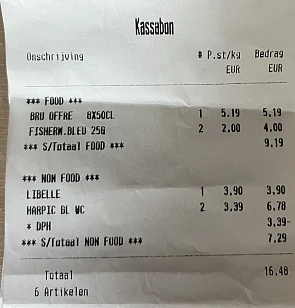 Kassabon
Omschrijving # P.st/kg Bedrag
EUR EUR
*** FOOD ***
BRU OFFRE 8X50CL 1 5.19 5.19
FISHERM.BLEU 25G 2 2.00 4.00
*** S/Totaal FOOD *** 9.19
*** NON FOOD ***
LIBELLE 1 3.90 3.90
HARPIC BL WC 2 3.39 6.78
* DPH 3.39-
*** S/Totaal NON FOOD *** 7.29
Totaal 16.48
6 Artikelen